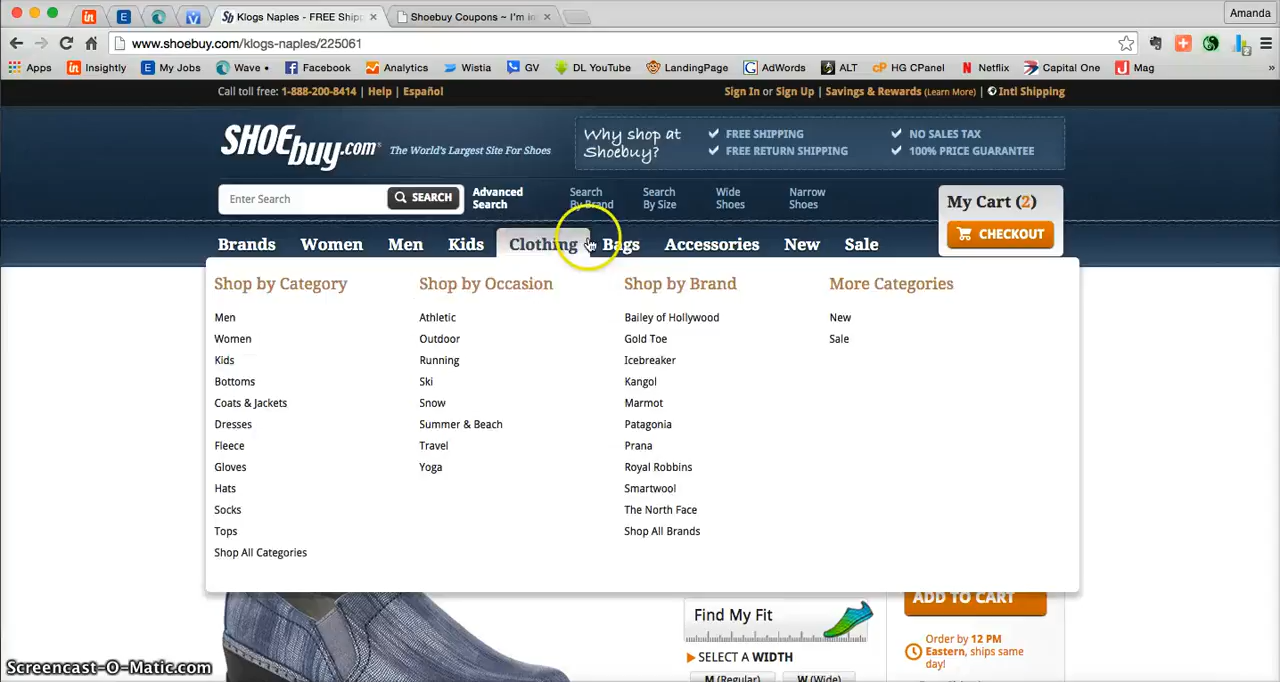 Klogs Naples - FREE Ship
Shoebuy Coupons ~ I'm in
Amanda
www.shoebuy.com/klogs-naples/225061
Apps Insightly My Jobs Wave • Facebook Analytics Wistia GV DL YouTube LandingPage AdWords ALT HG CPanel Netflix Capital One Mag »
Call toll free: 1-888-200-8414 | Help | Español
Sign In or Sign Up | Savings & Rewards (Learn More) | Intl Shipping
SHOEbuy.com® The World's Largest Site For Shoes
Why shop at Shoebuy?
FREE SHIPPING
FREE RETURN SHIPPING
NO SALES TAX
100% PRICE GUARANTEE
Enter Search SEARCH
Advanced Search
Search By Brand
Search By Size
Wide Shoes
Narrow Shoes
My Cart (2)
CHECKOUT
Brands Women Men Kids Clothing Bags Accessories New Sale
Shop by Category
Men
Women
Kids
Bottoms
Coats & Jackets
Dresses
Fleece
Gloves
Hats
Socks
Tops
Shop All Categories
Shop by Occasion
Athletic
Outdoor
Running
Ski
Snow
Summer & Beach
Travel
Yoga
Shop by Brand
Bailey of Hollywood
Gold Toe
Icebreaker
Kangol
Marmot
Patagonia
Prana
Royal Robbins
Smartwool
The North Face
Shop All Brands
More Categories
New
Sale
Find My Fit
SELECT A WIDTH
M (Regular) W (Wide)
ADD TO CART
Order by 12 PM
Eastern, ships same
day!
Screencast-O-Matic.com